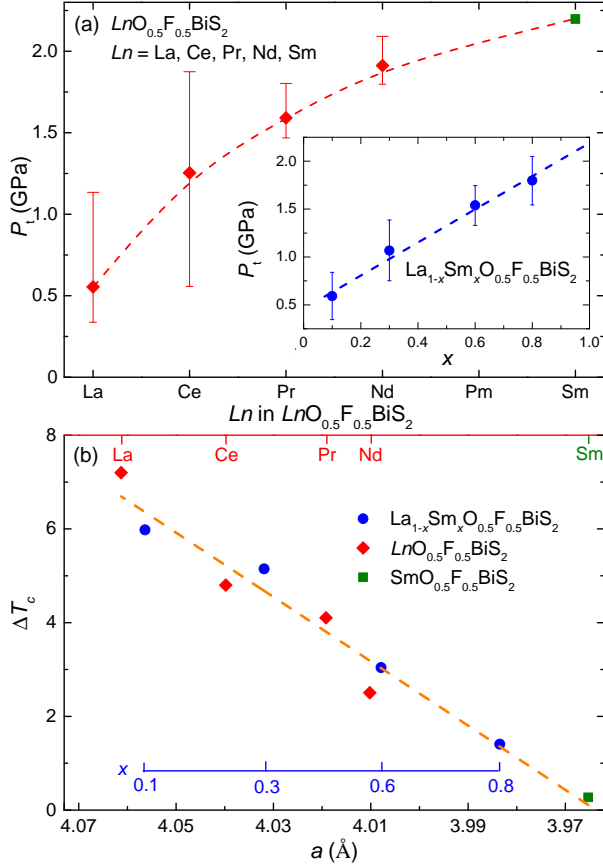 (a) LnO0.5F0.5BiS2
Ln = La, Ce, Pr, Nd, Sm
Pt (GPa)
2.0
1.5
1.0
0.5
0
Pt (GPa)
2.0
1.5
1.0
0.5
La1-xSmxO0.5F0.5BiS2
0 0.2 0.4 0.6 0.8 1.0
x
La Ce Pr Nd Pm Sm
Ln in LnO0.5F0.5BiS2
(b)
La Ce Pr Nd Sm
La1-xSmxO0.5F0.5BiS2
LnO0.5F0.5BiS2
SmO0.5F0.5BiS2
ΔTc
8
6
4
2
0
x
0.1 0.3 0.6 0.8
4.07 4.05 4.03 4.01 3.99 3.97
a (Å)